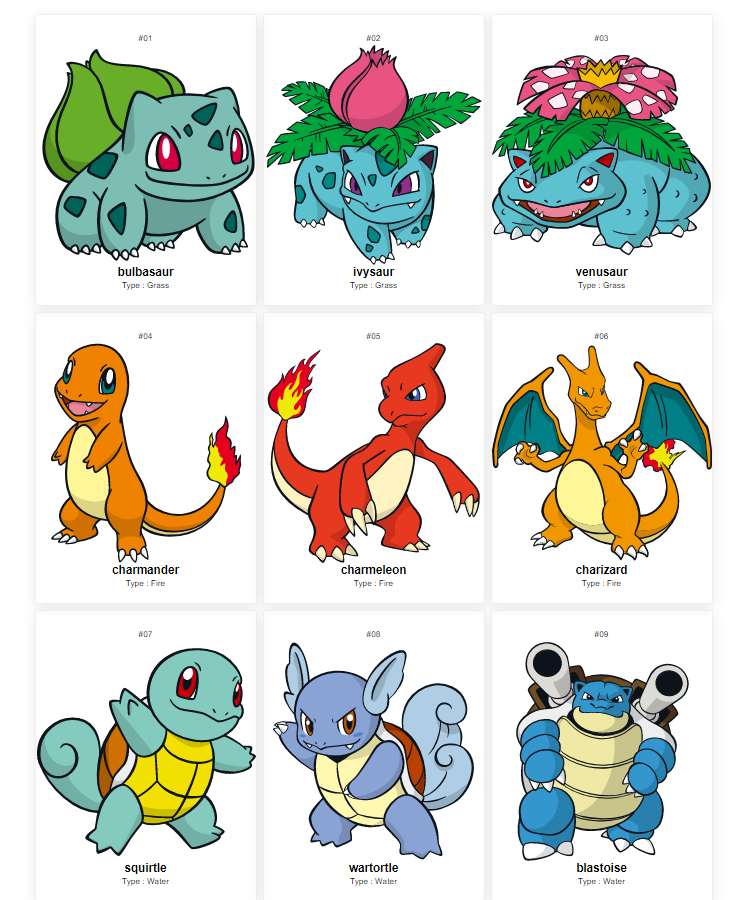 #01
bulbasaur
Type : Grass
#02
ivysaur
Type : Grass
#03
venusaur
Type : Grass
#04
charmander
Type : Fire
#05
charmeleon
Type : Fire
#06
charizard
Type : Fire
#07
squirtle
Type : Water
#08
wartortle
Type : Water
#09
blastoise
Type : Water